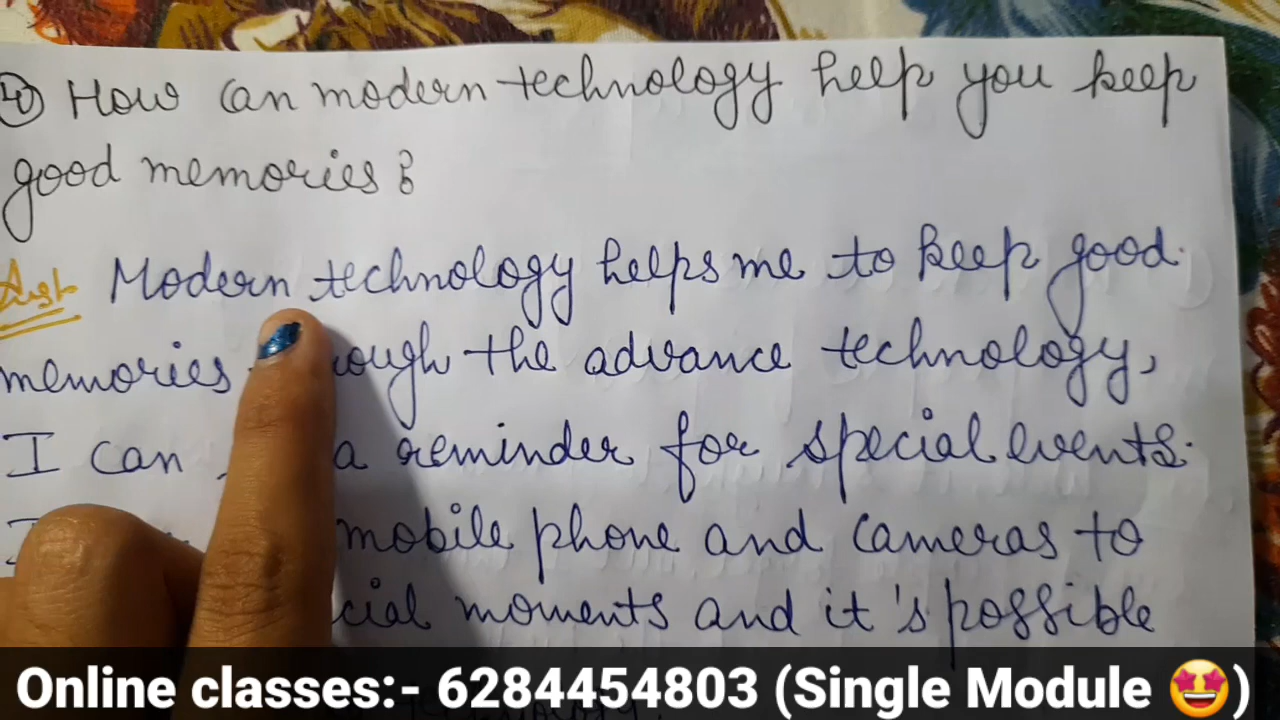 4) How can modern technology help you keep
good memories?
Ans Modern technology helps me to keep good
memories the advance technology,
I can a reminder for special events.
mobile phone and cameras to
moments and it's possible
Online classes:- 6284454803 (Single Module 🤩)